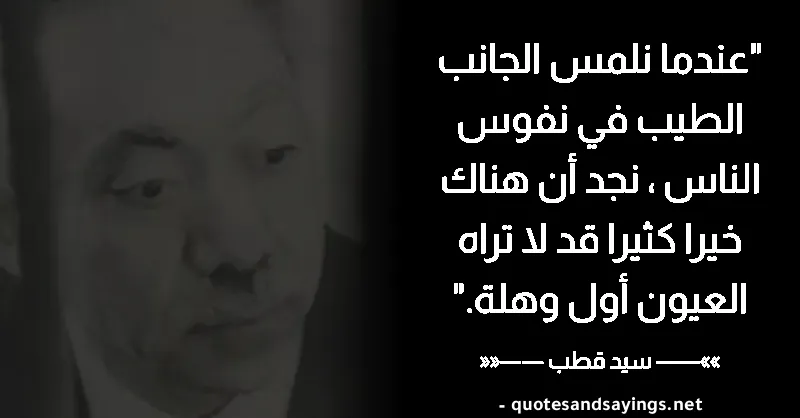 "عندما نلمس الجانب
الطيب في نفوس
الناس ، نجد أن هناك
خيرا كثيرا قد لا تراه
العيون أول وهلة."
»»—— سيد قطب ——««
- quotesandsayings.net